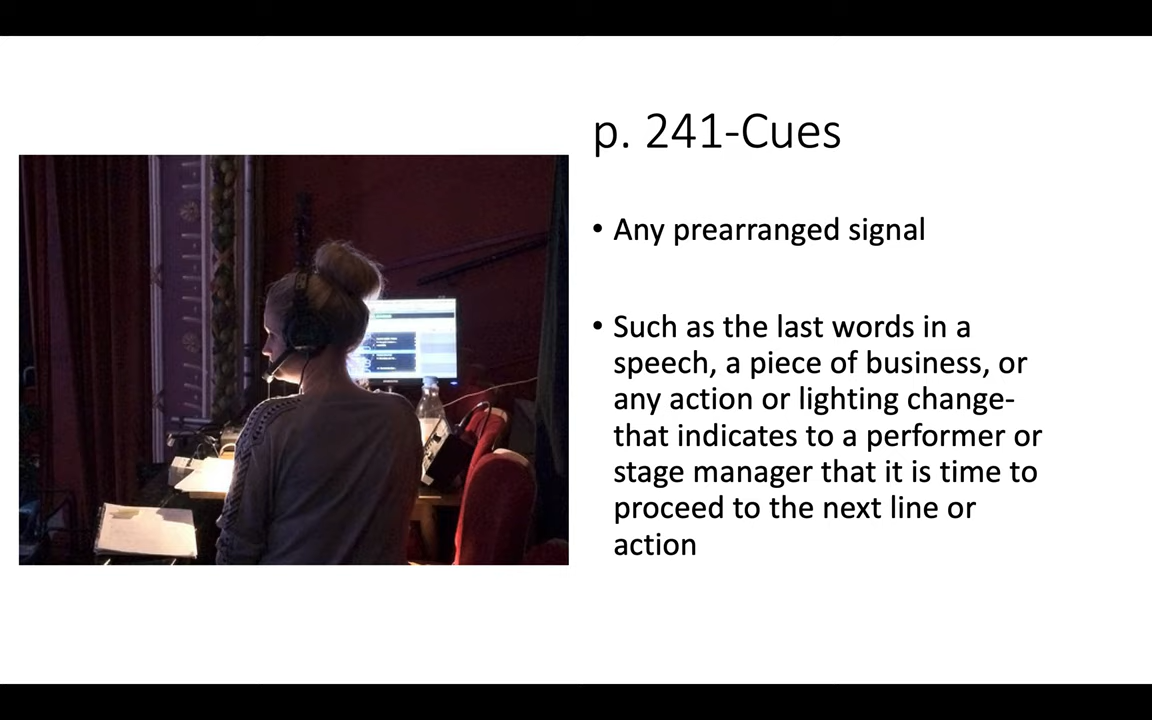 p. 241-Cues
• Any prearranged signal
• Such as the last words in a
speech, a piece of business, or
any action or lighting change-
that indicates to a performer or
stage manager that it is time to
proceed to the next line or
action